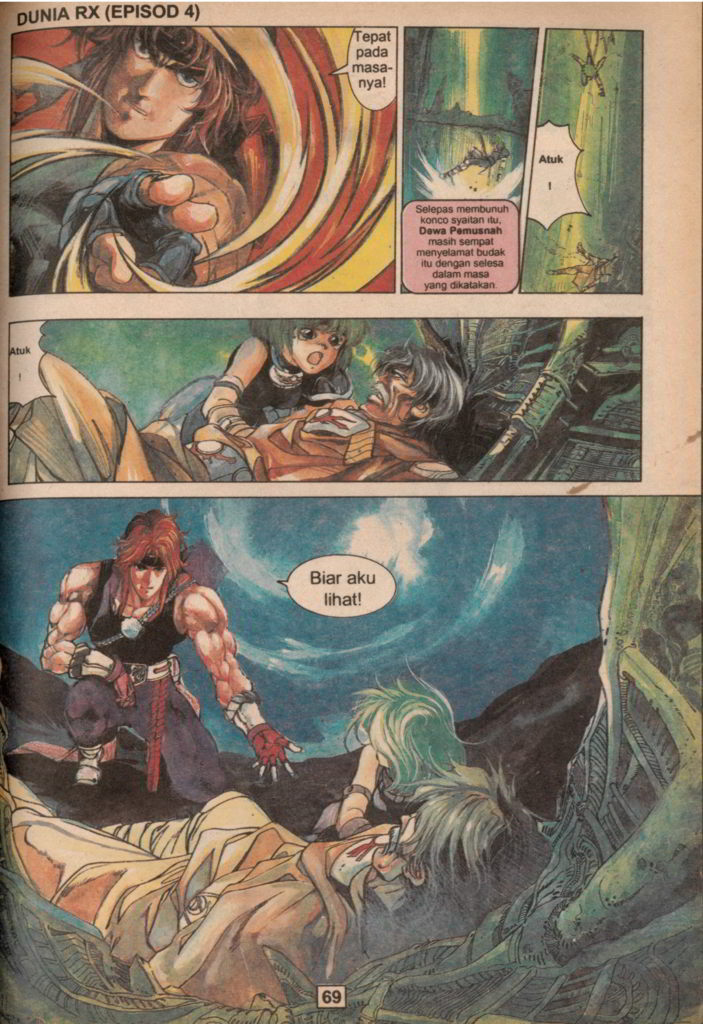 DUNIA RX (EPISOD 4)
Tepat
pada
masa-
nya!
Atuk
!
Selepas membunuh
konco syaitan itu,
Dewa Pemusnah
masih sempat
menyelamat budak
itu dengan selesa
dalam masa
yang dikatakan.
Atuk
!
Biar aku
lihat!
69